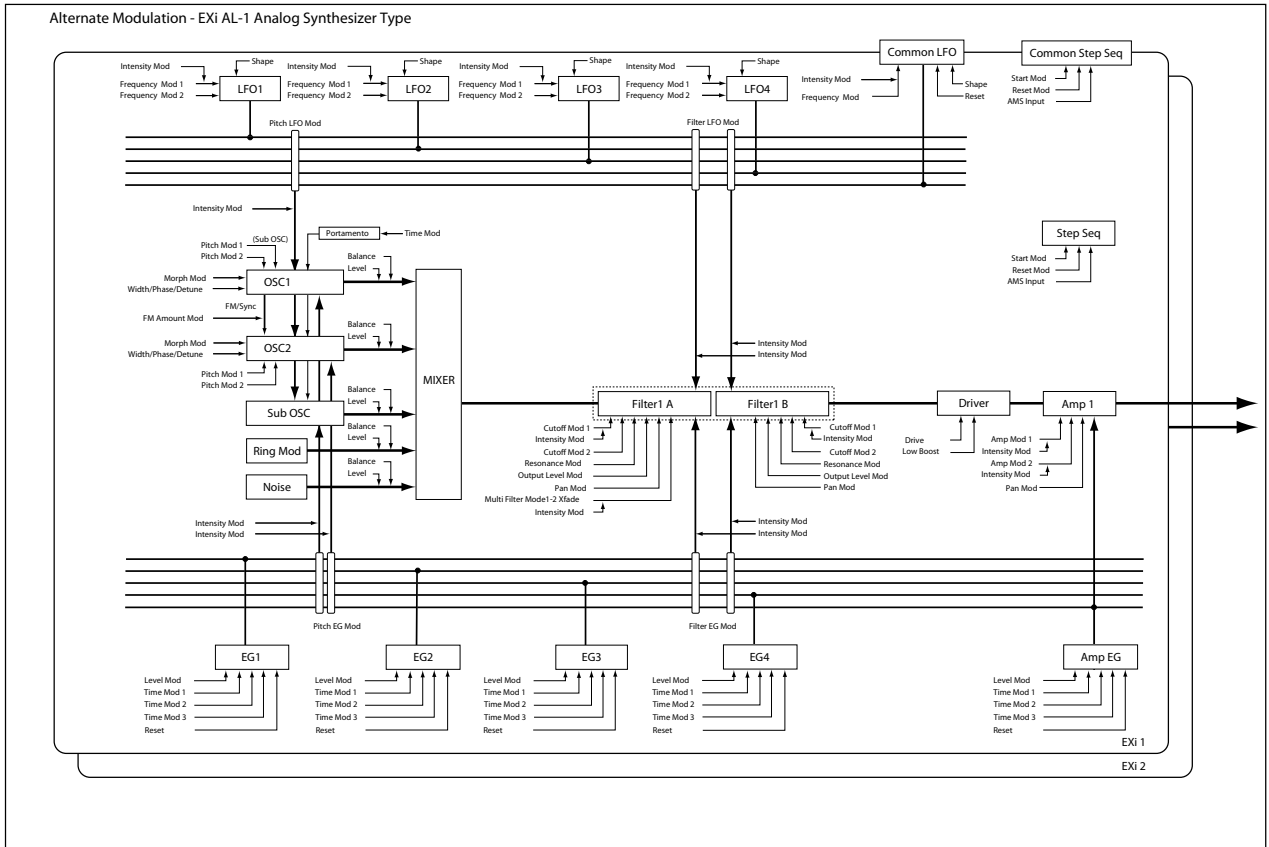 Alternate Modulation - EXi AL-1 Analog Synthesizer Type
Common LFO
Common Step Seq
Intensity Mod
Shape
Frequency Mod 1
Frequency Mod 2
LFO1
Intensity Mod
Shape
Frequency Mod 1
Frequency Mod 2
LFO2
Intensity Mod
Shape
Frequency Mod 1
Frequency Mod 2
LFO3
Intensity Mod
Shape
Frequency Mod 1
Frequency Mod 2
LFO4
Intensity Mod
Frequency Mod
Shape
Reset
Start Mod
Reset Mod
AMS Input
Pitch LFO Mod
Filter LFO Mod
Intensity Mod
Portamento
Time Mod
(Sub OSC)
Pitch Mod 1
Pitch Mod 2
Morph Mod
Width/Phase/Detune
OSC1
Balance
Level
FM/Sync
FM Amount Mod
Morph Mod
Width/Phase/Detune
OSC2
Balance
Level
Pitch Mod 1
Pitch Mod 2
Sub OSC
Balance
Level
Ring Mod
Balance
Level
Noise
Balance
Level
MIXER
Step Seq
Start Mod
Reset Mod
AMS Input
Intensity Mod
Intensity Mod
Filter1 A
Filter1 B
Driver
Amp 1
Cutoff Mod 1
Intensity Mod
Cutoff Mod 2
Resonance Mod
Output Level Mod
Pan Mod
Multi Filter Mode1-2 Xfade
Intensity Mod
Cutoff Mod 1
Intensity Mod
Cutoff Mod 2
Resonance Mod
Output Level Mod
Pan Mod
Drive
Low Boost
Amp Mod 1
Intensity Mod
Amp Mod 2
Intensity Mod
Pan Mod
Intensity Mod
Intensity Mod
Intensity Mod
Intensity Mod
Pitch EG Mod
Filter EG Mod
EG1
Level Mod
Time Mod 1
Time Mod 2
Time Mod 3
Reset
EG2
Level Mod
Time Mod 1
Time Mod 2
Time Mod 3
Reset
EG3
Level Mod
Time Mod 1
Time Mod 2
Time Mod 3
Reset
EG4
Level Mod
Time Mod 1
Time Mod 2
Time Mod 3
Reset
Amp EG
Level Mod
Time Mod 1
Time Mod 2
Time Mod 3
Reset
EXi 1
EXi 2